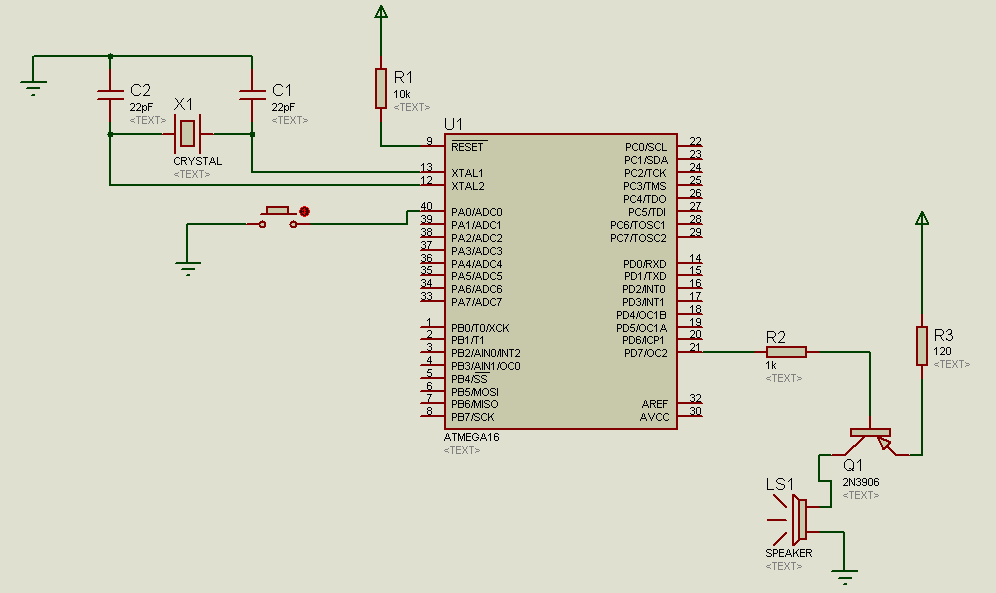 R1
10k
<TEXT>
C2
22pF
<TEXT>
X1
CRYSTAL
<TEXT>
C1
22pF
<TEXT>
U1
9 RESET
13 XTAL1
12 XTAL2
40 PA0/ADC0
39 PA1/ADC1
38 PA2/ADC2
37 PA3/ADC3
36 PA4/ADC4
35 PA5/ADC5
34 PA6/ADC6
33 PA7/ADC7
1 PB0/T0/XCK
2 PB1/T1
3 PB2/AIN0/INT2
4 PB3/AIN1/OC0
5 PB4/SS
6 PB5/MOSI
7 PB6/MISO
8 PB7/SCK
PC0/SCL 22
PC1/SDA 23
PC2/TCK 24
PC3/TMS 25
PC4/TDO 26
PC5/TDI 27
PC6/TOSC1 28
PC7/TOSC2 29
PD0/RXD 14
PD1/TXD 15
PD2/INT0 16
PD3/INT1 17
PD4/OC1B 18
PD5/OC1A 19
PD6/ICP1 20
PD7/OC2 21
AREF 32
AVCC 30
ATMEGA16
<TEXT>
R2
1k
<TEXT>
R3
120
<TEXT>
Q1
2N3906
<TEXT>
LS1
SPEAKER
<TEXT>